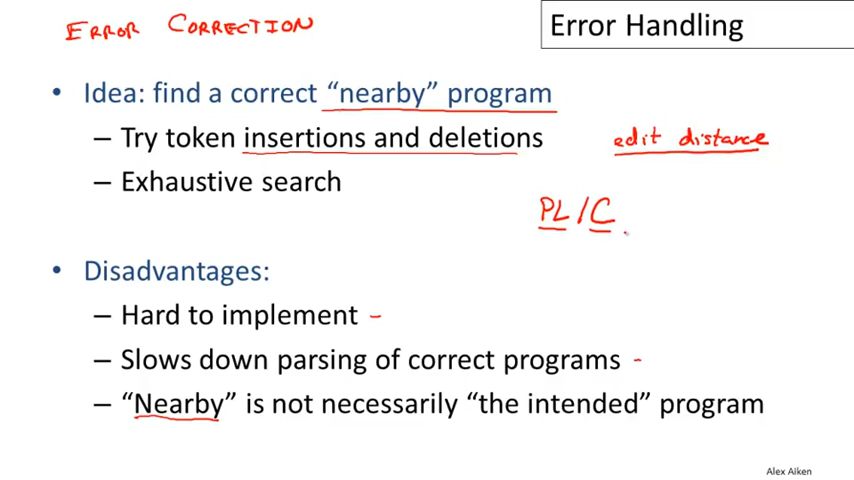 ERROR CORRECTION
Error Handling
• Idea: find a correct “nearby” program
– Try token insertions and deletions
edit distance
– Exhaustive search
PL/C
• Disadvantages:
– Hard to implement
– Slows down parsing of correct programs
– “Nearby” is not necessarily “the intended” program
Alex Aiken